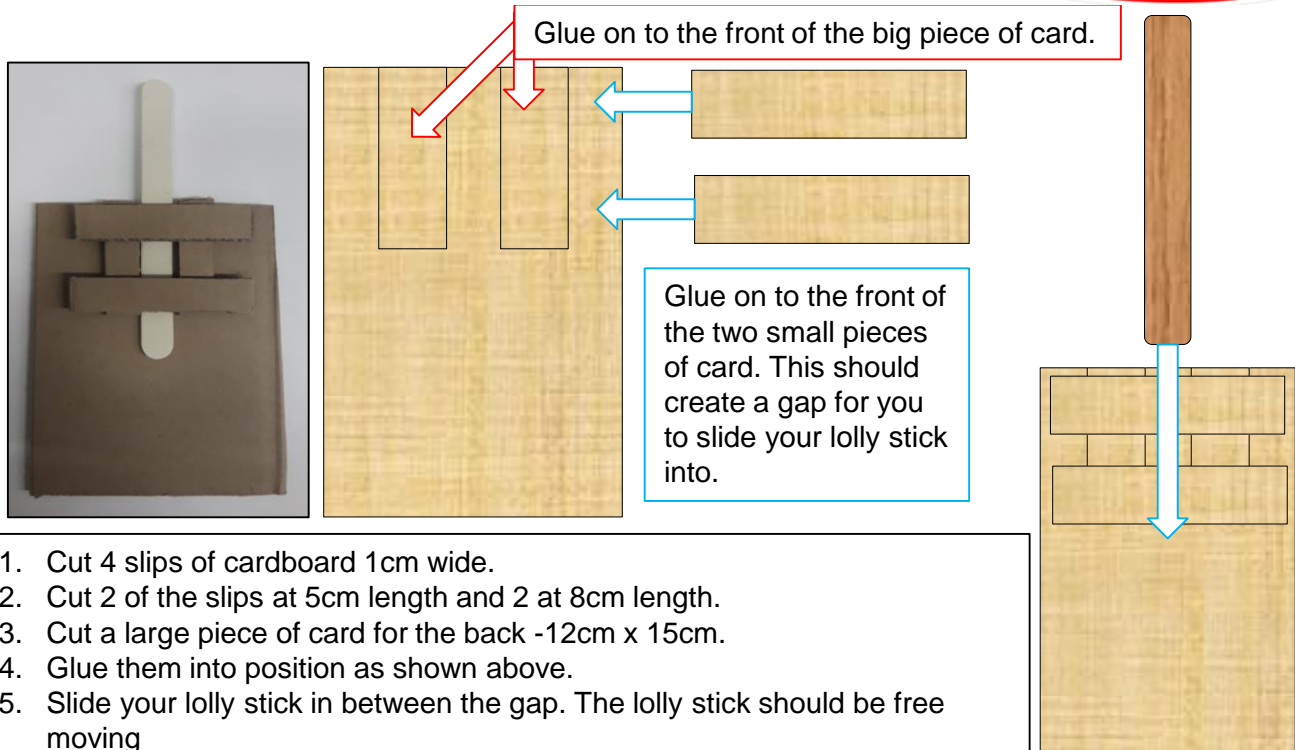 Glue on to the front of the big piece of card.
Glue on to the front of
the two small pieces
of card. This should
create a gap for you
to slide your lolly stick
into.
1. Cut 4 slips of cardboard 1cm wide.
2. Cut 2 of the slips at 5cm length and 2 at 8cm length.
3. Cut a large piece of card for the back -12cm x 15cm.
4. Glue them into position as shown above.
5. Slide your lolly stick in between the gap. The lolly stick should be free
moving